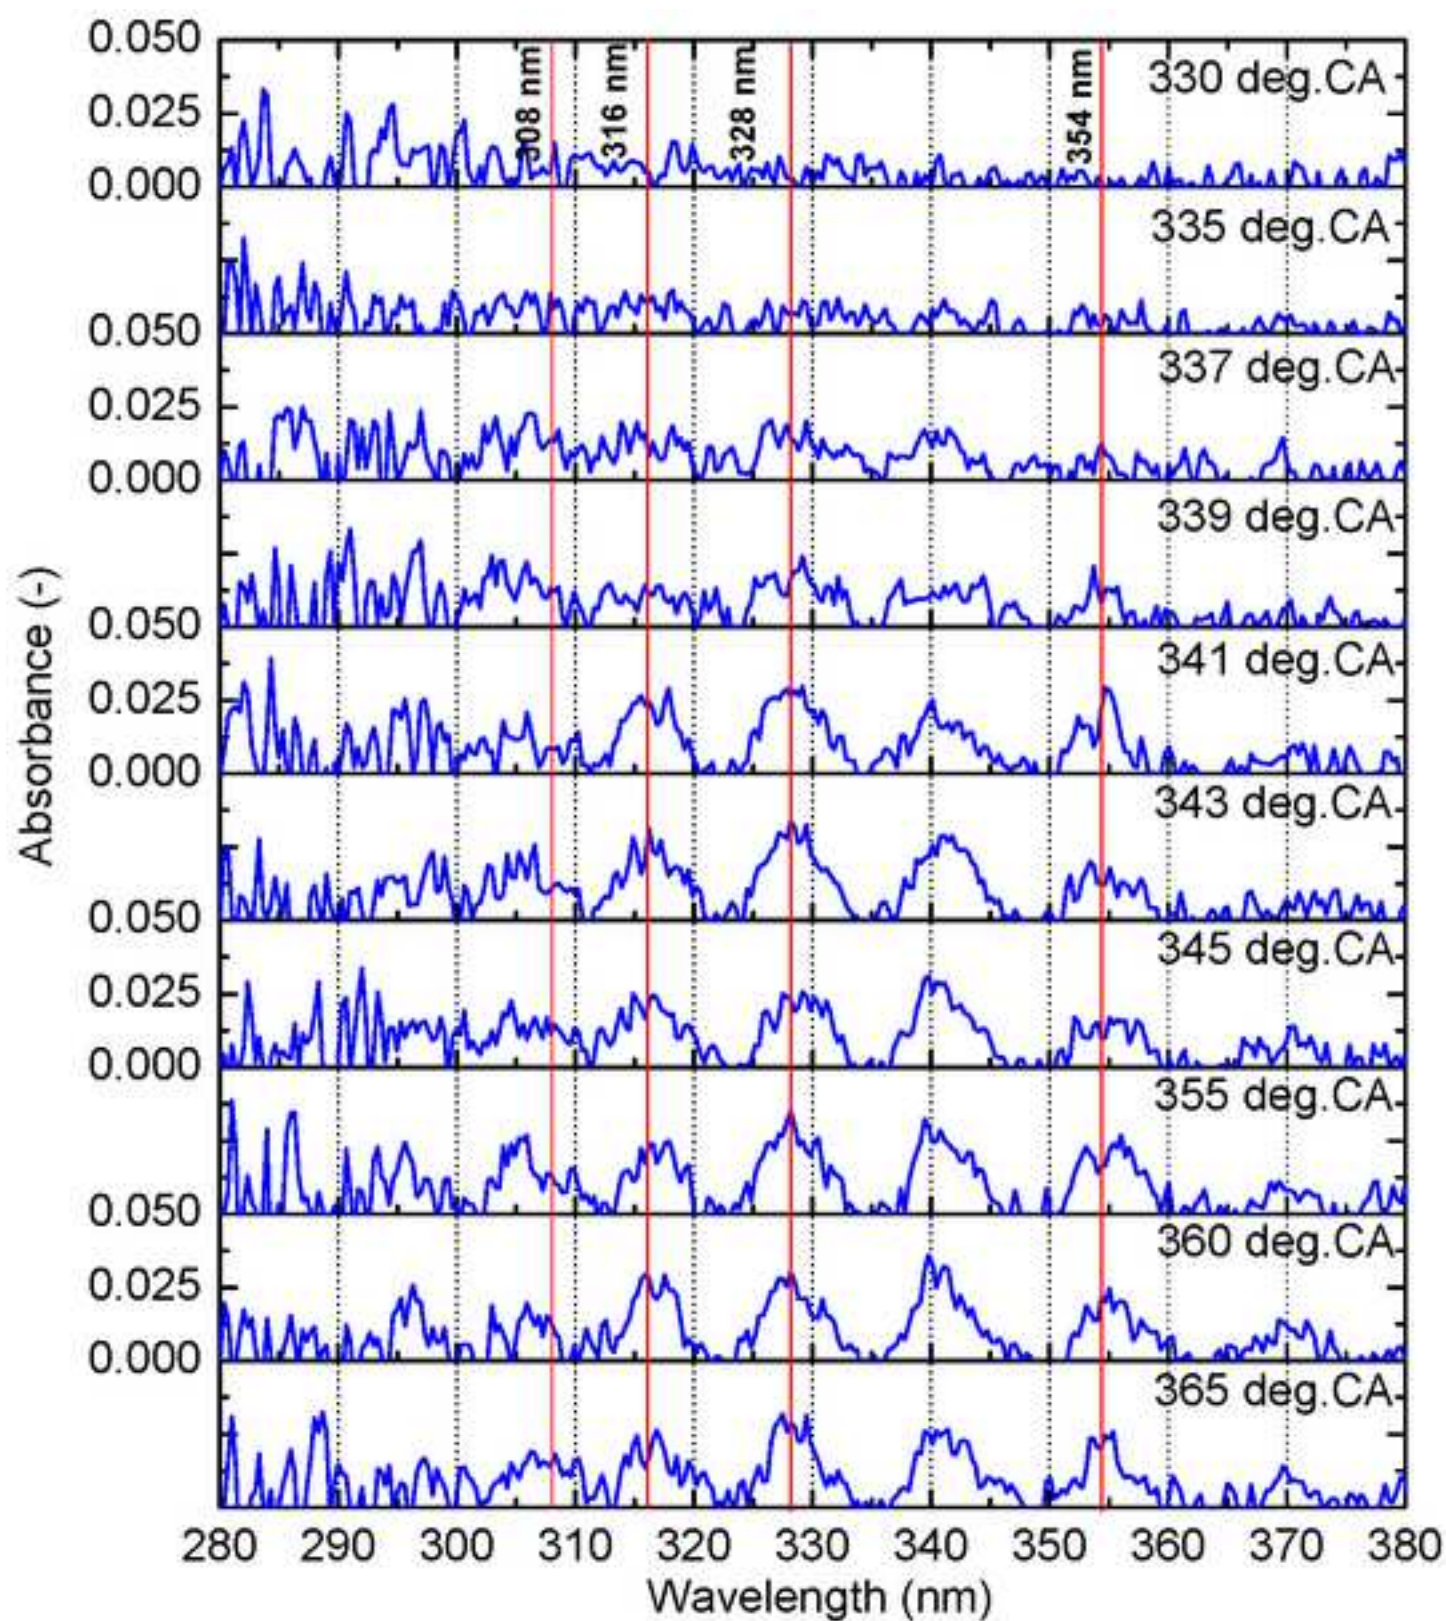 0.050
308 nm
316 nm
328 nm
354 nm
330 deg.CA
0.025
0.000
335 deg.CA
0.050
337 deg.CA
0.025
0.000
339 deg.CA
0.050
341 deg.CA
0.025
0.000
343 deg.CA
0.050
345 deg.CA
0.025
0.000
355 deg.CA
0.050
360 deg.CA
0.025
0.000
365 deg.CA
Absorbance (-)
280 290 300 310 320 330 340 350 360 370 380
Wavelength (nm)